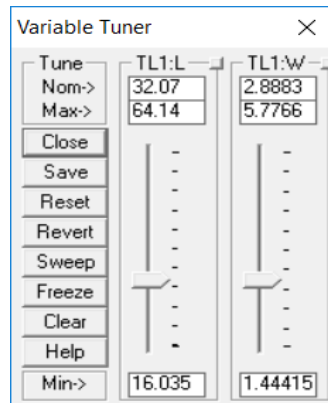 Variable Tuner
Tune TL1:L TL1:W
Nom-> 32.07 2.8883
Max-> 64.14 5.7766
Close
Save
Reset
Revert
Sweep
Freeze
Clear
Help
Min-> 16.035 1.44415